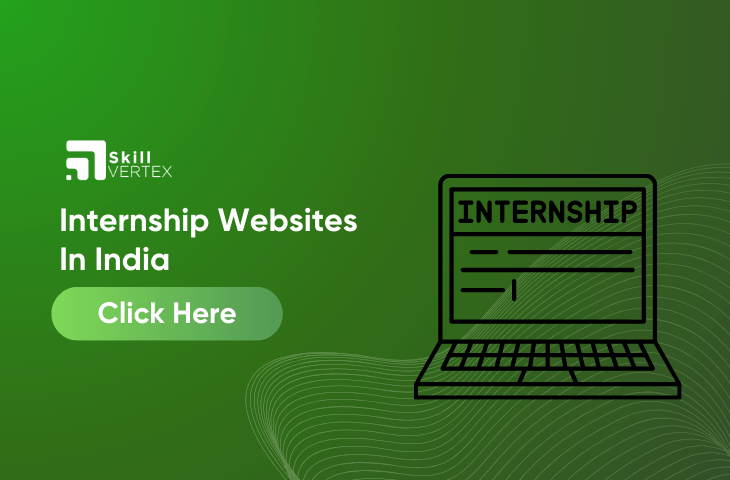 Skill
VERTEX
Internship Websites
In India
Click Here
INTERNSHIP